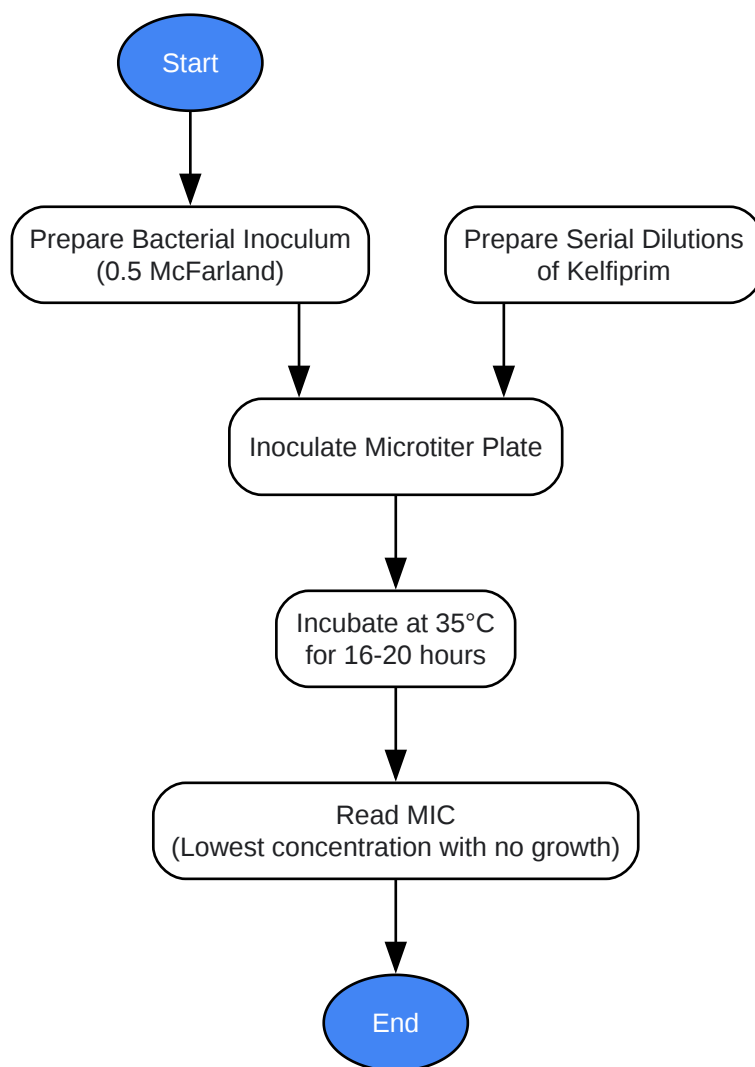 Start
Prepare Bacterial Inoculum
(0.5 McFarland)
Prepare Serial Dilutions
of Kelfiprim
Inoculate Microtiter Plate
Incubate at 35°C
for 16-20 hours
Read MIC
(Lowest concentration with no growth)
End